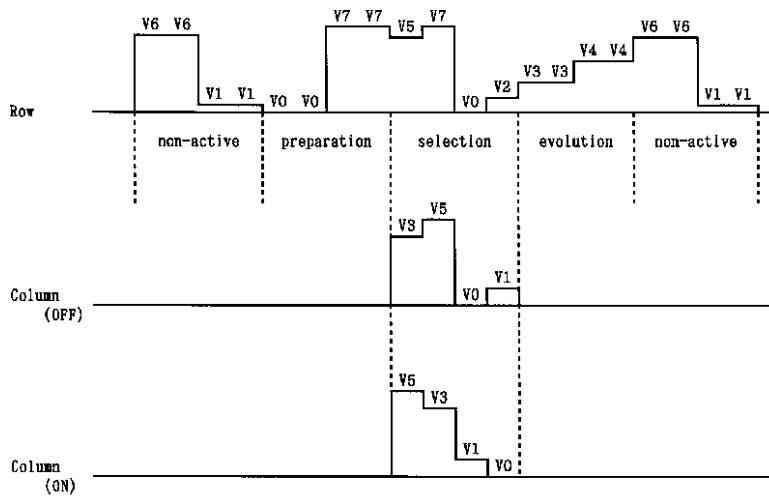 V6 V6
V1 V1
V0 V0
V7 V7
V5
V7
V0
V2
V3 V3
V4 V4
V6 V6
V1 V1
Row
non-active
preparation
selection
evolution
non-active
V3
V5
V0
V1
Column
(OFF)
V5
V3
V1
V0
Column
(ON)